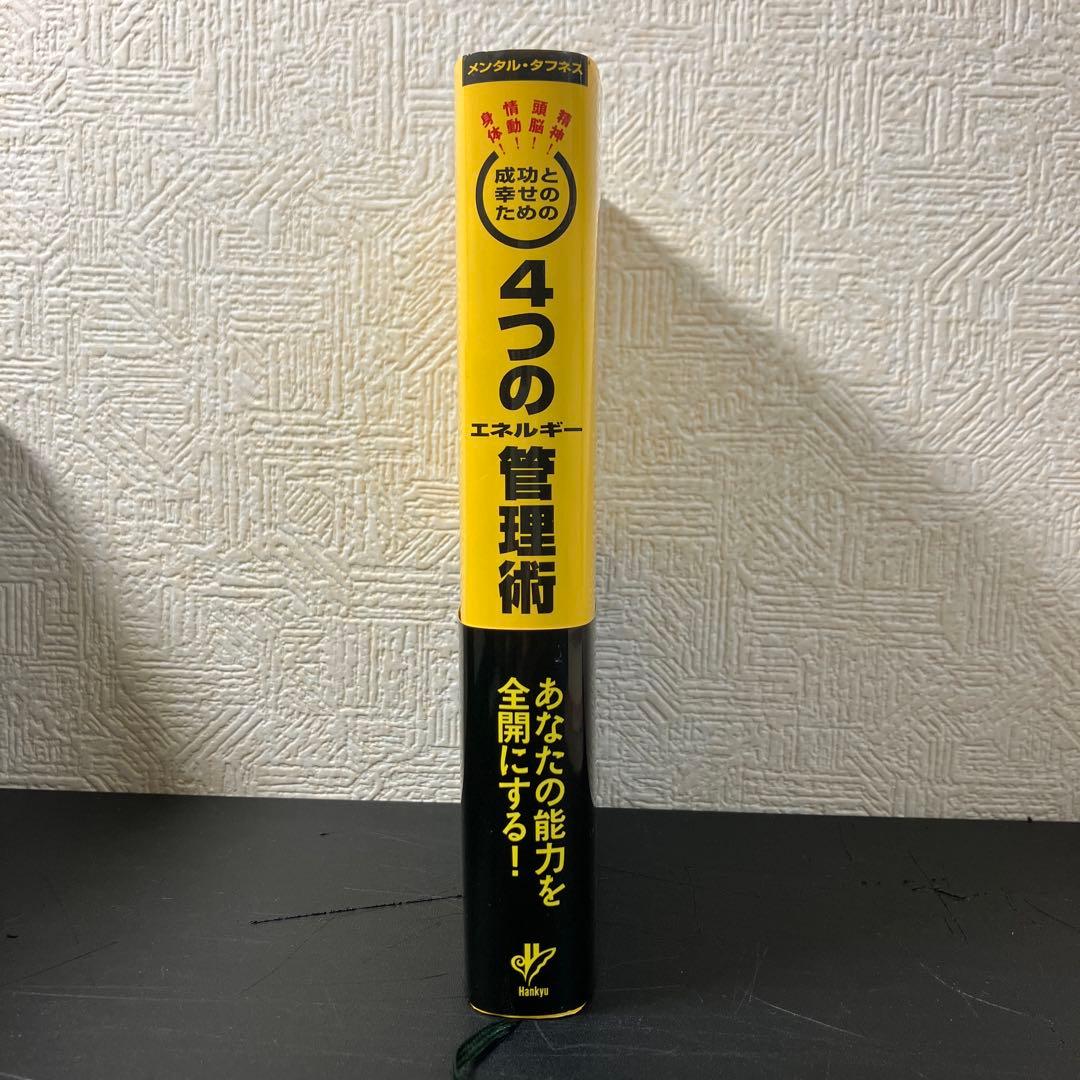 メンタル・タフネス
身体!
情動!
頭脳!
精神!
成功と
幸せの
ための
4つの
エネルギー
管理術
あなたの能力を
全開にする!
Hankyu